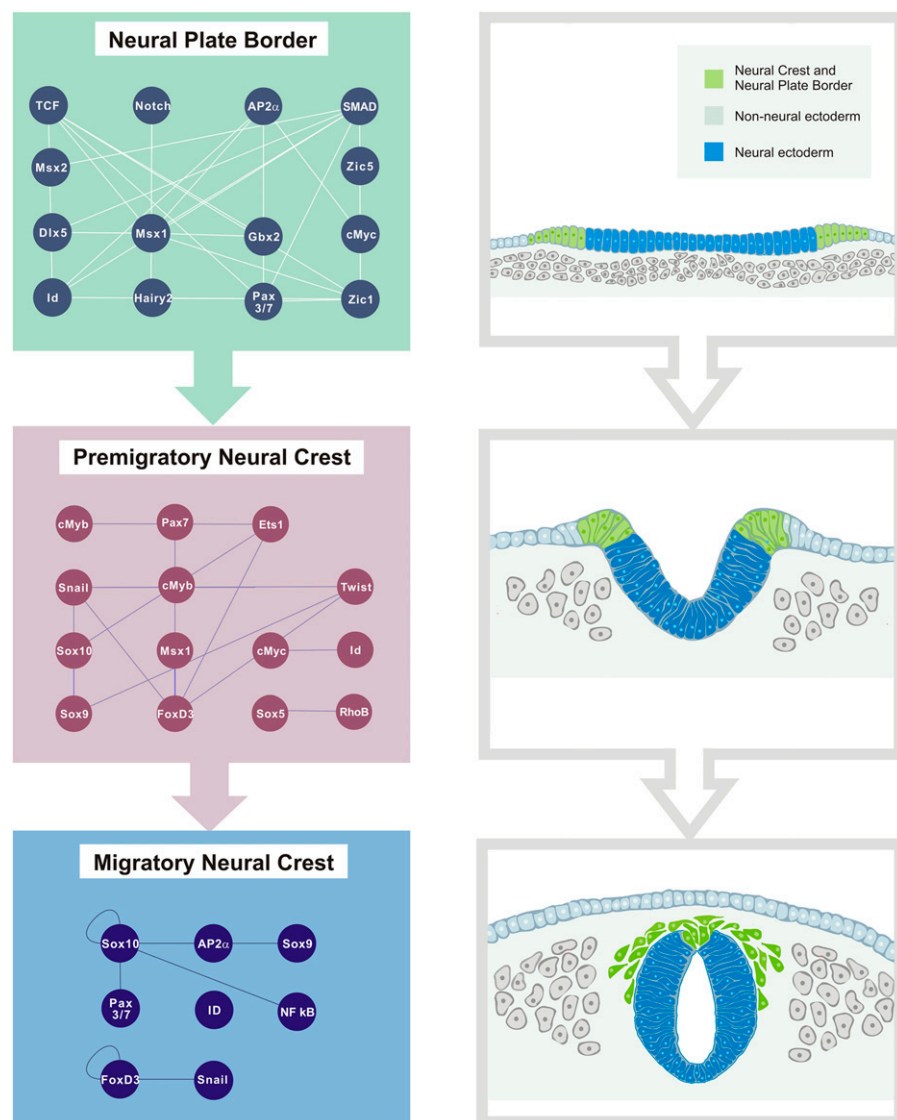 Neural Plate Border
TCF
Notch
AP2α
SMAD
Msx2
Zic5
Dlx5
Msx1
Gbx2
cMyc
Id
Hairy2
Pax
3/7
Zic1
Neural Crest and
Neural Plate Border
Non-neural ectoderm
Neural ectoderm
Premigratory Neural Crest
cMyb
Pax7
Ets1
Snail
cMyb
Twist
Sox10
Msx1
cMyc
Id
Sox9
FoxD3
Sox5
RhoB
Migratory Neural Crest
Sox10
AP2α
Sox9
Pax
3/7
ID
NF kB
FoxD3
Snail